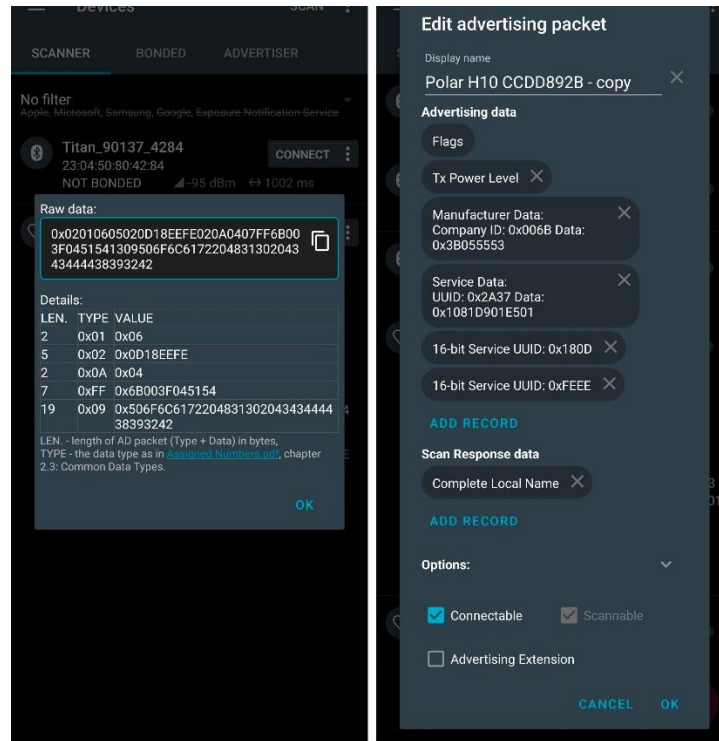 Devices
SCAN
SCANNER BONDED ADVERTISER
No filter
Apple, Microsoft, Samsung, Google, Exposure Notification Service
Titan_90137_4284
23:04:50:80:42:84
CONNECT
NOT BONDED -95 dBm ↔ 1002 ms
Raw data:
0x02010605020D18EEFE020A0407FF6B00
3F0451541309506F6C6172204831302043
43444438393242
Details:
LEN. TYPE VALUE
2 0x01 0x06
5 0x02 0x0D18EEFE
2 0x0A 0x04
7 0xFF 0x6B003F045154
19 0x09 0x506F6C61722048313020434344444
38393242
LEN. - length of AD packet (Type + Data) in bytes,
TYPE - the data type as in Assigned Numbers.pdf, chapter
2.3: Common Data Types.
OK
Edit advertising packet
Display name
Polar H10 CCDD892B - copy
Advertising data
Flags
Tx Power Level
Manufacturer Data:
Company ID: 0x006B Data:
0x3B055553
Service Data:
UUID: 0x2A37 Data:
0x1081D901E501
16-bit Service UUID: 0x180D
16-bit Service UUID: 0xFEEE
ADD RECORD
Scan Response data
Complete Local Name
ADD RECORD
Options:
Connectable Scannable
Advertising Extension
CANCEL OK